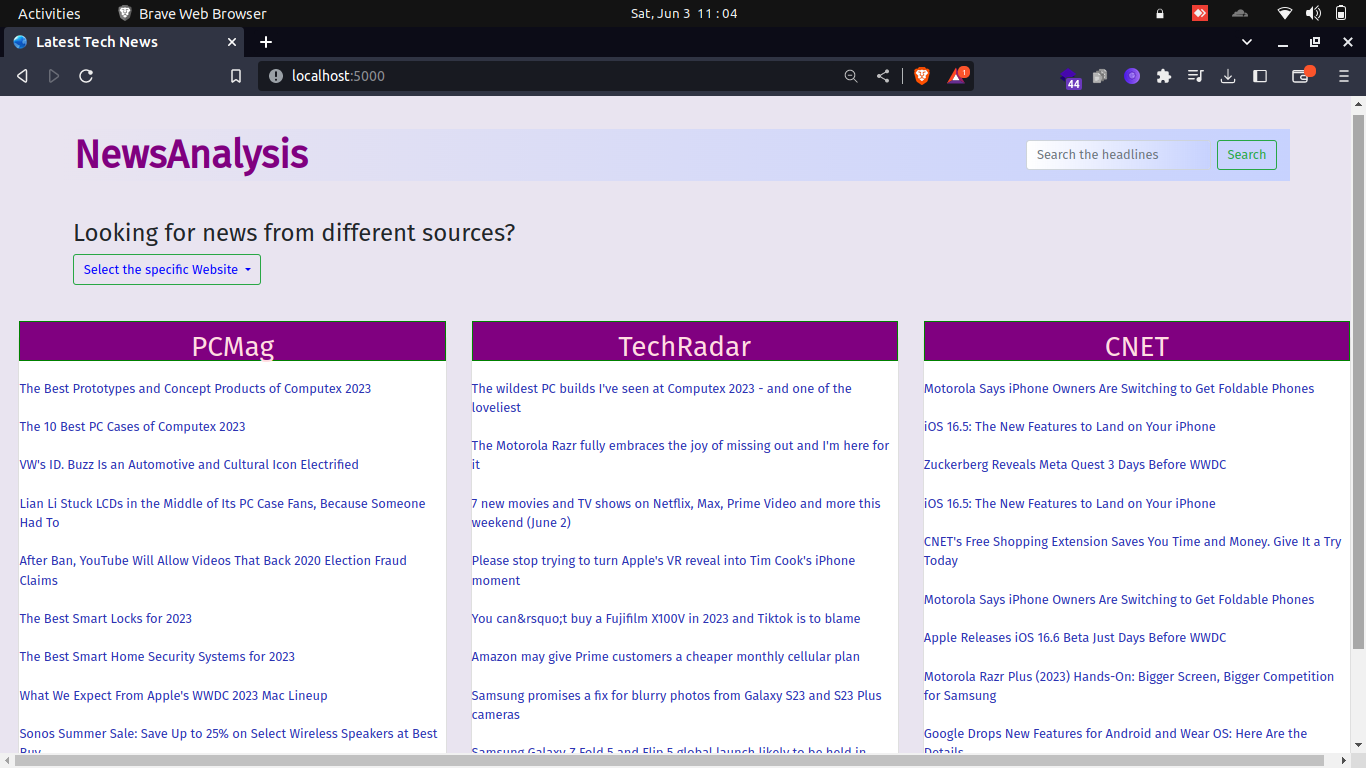 Activities
Brave Web Browser
Sat, Jun 3 11 : 04
Latest Tech News
localhost:5000
1
44
NewsAnalysis
Search the headlines
Search
Looking for news from different sources?
Select the specific Website
PCMag
The Best Prototypes and Concept Products of Computex 2023
The 10 Best PC Cases of Computex 2023
VW's ID. Buzz Is an Automotive and Cultural Icon Electrified
Lian Li Stuck LCDs in the Middle of Its PC Case Fans, Because Someone
Had To
After Ban, YouTube Will Allow Videos That Back 2020 Election Fraud
Claims
The Best Smart Locks for 2023
The Best Smart Home Security Systems for 2023
What We Expect From Apple's WWDC 2023 Mac Lineup
Sonos Summer Sale: Save Up to 25% on Select Wireless Speakers at Best
Buy
TechRadar
The wildest PC builds I've seen at Computex 2023 - and one of the
loveliest
The Motorola Razr fully embraces the joy of missing out and I'm here for
it
7 new movies and TV shows on Netflix, Max, Prime Video and more this
weekend (June 2)
Please stop trying to turn Apple's VR reveal into Tim Cook's iPhone
moment
You can&rsquo;t buy a Fujifilm X100V in 2023 and Tiktok is to blame
Amazon may give Prime customers a cheaper monthly cellular plan
Samsung promises a fix for blurry photos from Galaxy S23 and S23 Plus
cameras
Samsung Galaxy Z Fold 5 and Flip 5 global launch likely to be held in
CNET
Motorola Says iPhone Owners Are Switching to Get Foldable Phones
iOS 16.5: The New Features to Land on Your iPhone
Zuckerberg Reveals Meta Quest 3 Days Before WWDC
iOS 16.5: The New Features to Land on Your iPhone
CNET's Free Shopping Extension Saves You Time and Money. Give It a Try
Today
Motorola Says iPhone Owners Are Switching to Get Foldable Phones
Apple Releases iOS 16.6 Beta Just Days Before WWDC
Motorola Razr Plus (2023) Hands-On: Bigger Screen, Bigger Competition
for Samsung
Google Drops New Features for Android and Wear OS: Here Are the
Details